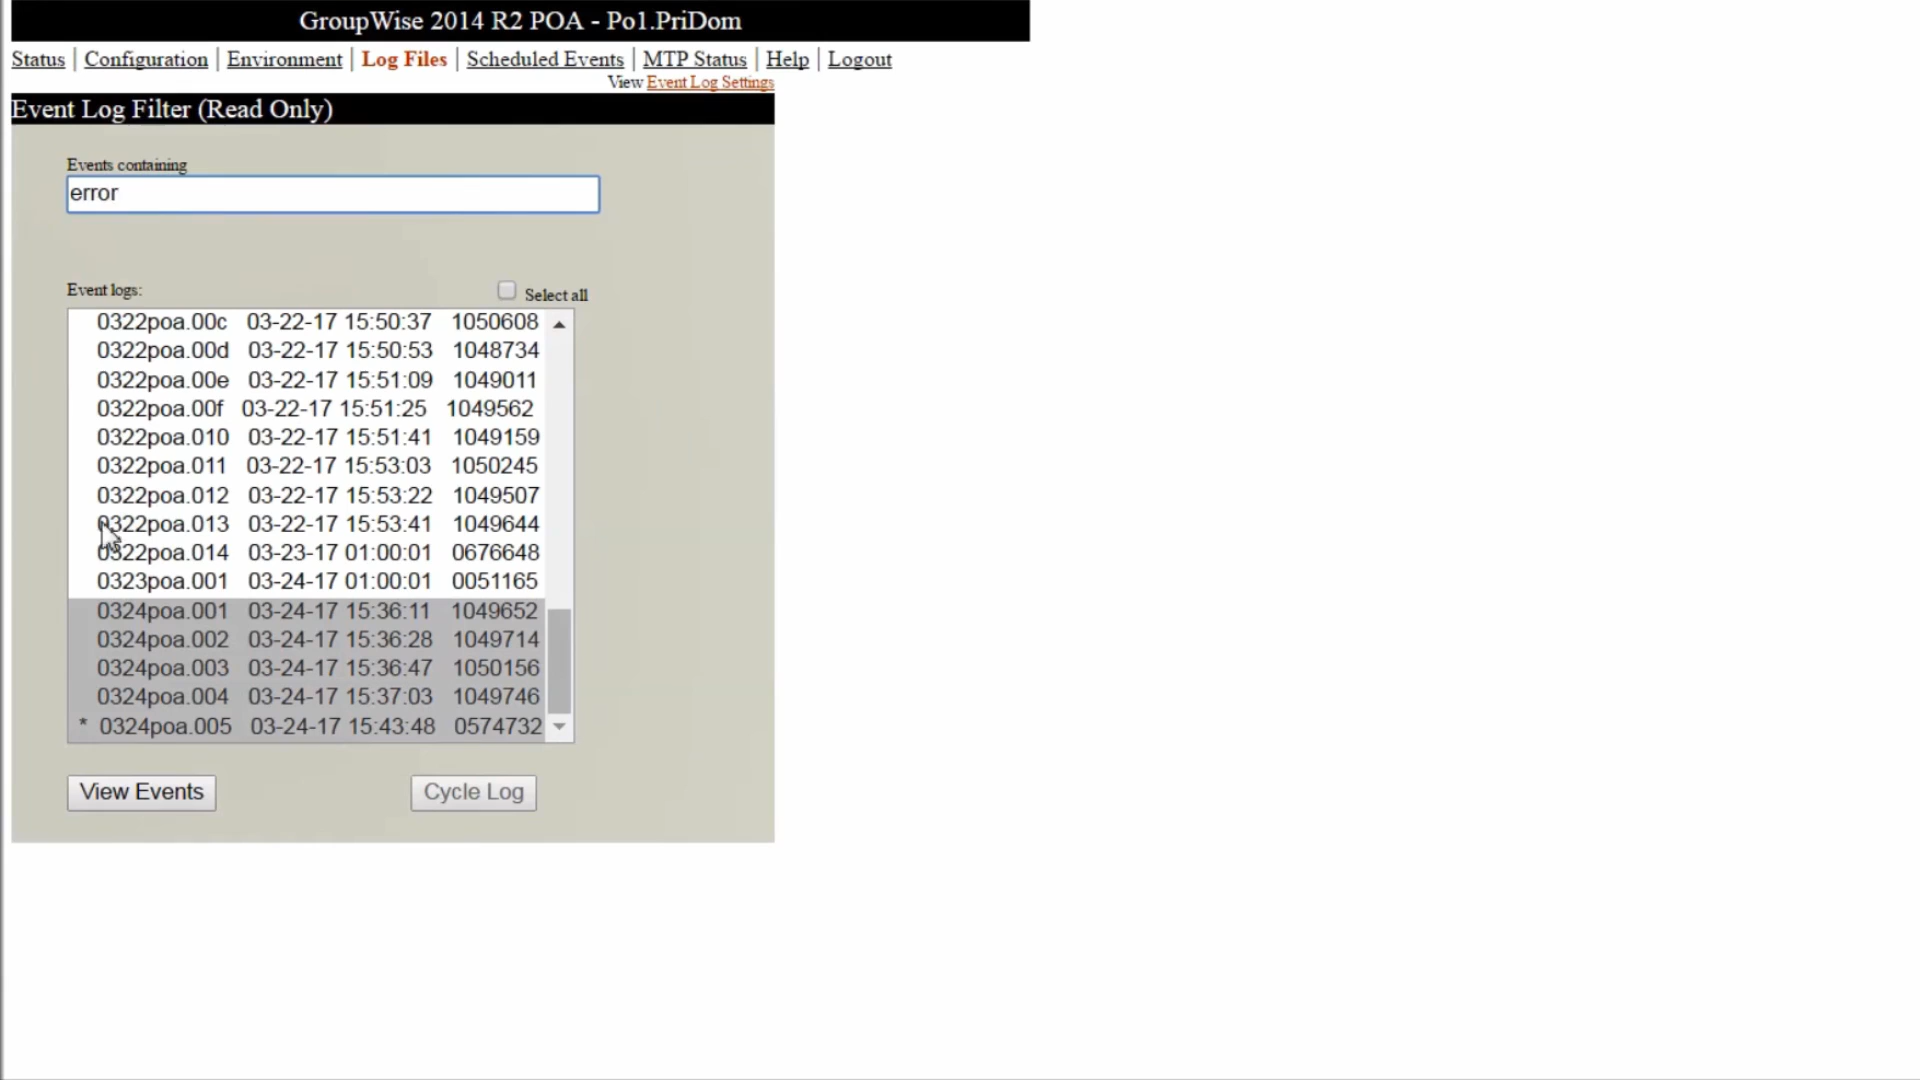 GroupWise 2014 R2 POA - Po1.PriDom
Status | Configuration | Environment | Log Files | Scheduled Events | MTP Status | Help | Logout
View Event Log Settings
Event Log Filter (Read Only)
Events containing
error
Event logs: Select all
0322poa.00c 03-22-17 15:50:37 1050608
0322poa.00d 03-22-17 15:50:53 1048734
0322poa.00e 03-22-17 15:51:09 1049011
0322poa.00f 03-22-17 15:51:25 1049562
0322poa.010 03-22-17 15:51:41 1049159
0322poa.011 03-22-17 15:53:03 1050245
0322poa.012 03-22-17 15:53:22 1049507
0322poa.013 03-22-17 15:53:41 1049644
0322poa.014 03-23-17 01:00:01 0676648
0323poa.001 03-24-17 01:00:01 0051165
0324poa.001 03-24-17 15:36:11 1049652
0324poa.002 03-24-17 15:36:28 1049714
0324poa.003 03-24-17 15:36:47 1050156
0324poa.004 03-24-17 15:37:03 1049746
* 0324poa.005 03-24-17 15:43:48 0574732
View Events Cycle Log